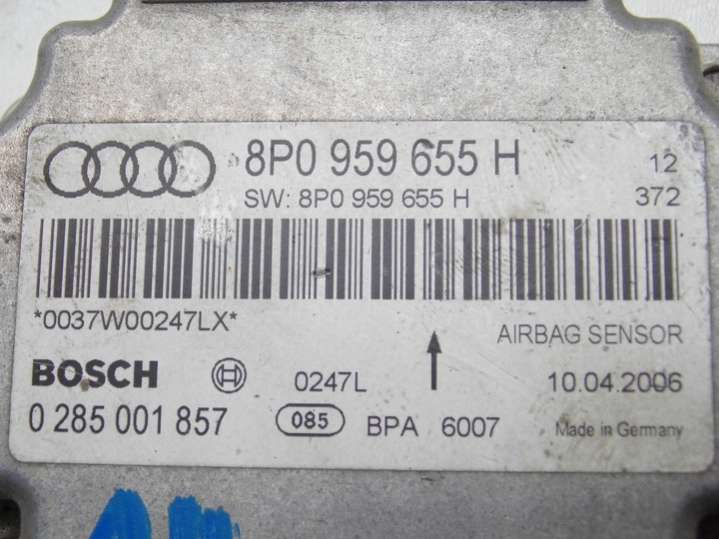 8P0 959 655 H 12
SW: 8P0 959 655 H 372
*0037W00247LX*
AIRBAG SENSOR
BOSCH 0247L 10.04.2006
0 285 001 857 085 BPA 6007 Made in Germany